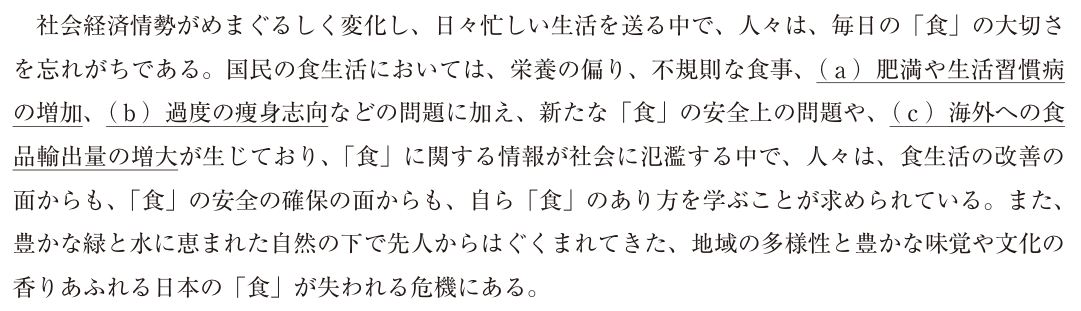 社会経済情勢がめまぐるしく変化し、日々忙しい生活を送る中で、人々は、毎日の「食」の大切さ
を忘れがちである。国民の食生活においては、栄養の偏り、不規則な食事、（ａ）肥満や生活習慣病
の増加、（ｂ）過度の痩身志向などの問題に加え、新たな「食」の安全上の問題や、（ｃ）海外への食
品輸出量の増大が生じており、「食」に関する情報が社会に氾濫する中で、人々は、食生活の改善の
面からも、「食」の安全の確保の面からも、自ら「食」のあり方を学ぶことが求められている。また、
豊かな緑と水に恵まれた自然の下で先人からはぐくまれてきた、地域の多様性と豊かな味覚や文化の
香りあふれる日本の「食」が失われる危機にある。